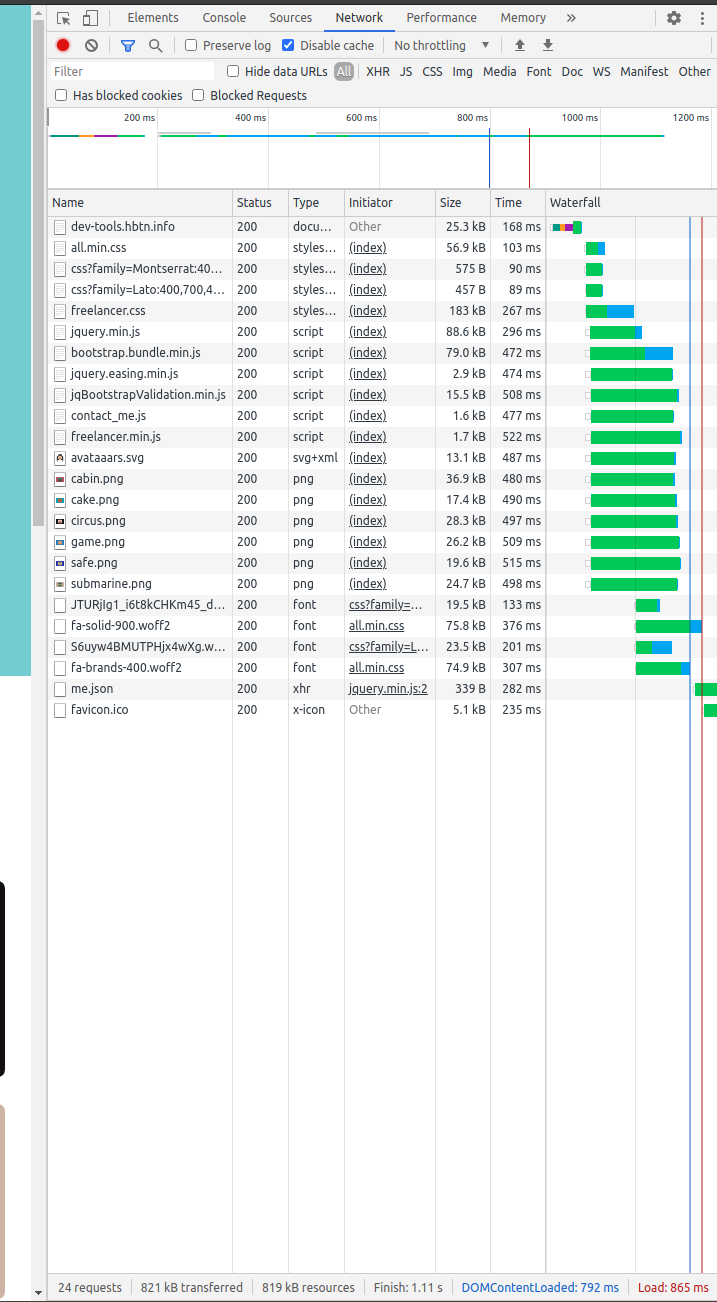 Elements Console Sources Network Performance Memory »
Preserve log Disable cache No throttling ▼
Filter Hide data URLs All XHR JS CSS Img Media Font Doc WS Manifest Other
Has blocked cookies Blocked Requests
200 ms 400 ms 600 ms 800 ms 1000 ms 1200 ms
Name Status Type Initiator Size Time Waterfall
dev-tools.hbtn.info 200 docu… Other 25.3 kB 168 ms
all.min.css 200 styles… (index) 56.9 kB 103 ms
css?family=Montserrat:40… 200 styles… (index) 575 B 90 ms
css?family=Lato:400,700,4… 200 styles… (index) 457 B 89 ms
freelancer.css 200 styles… (index) 183 kB 267 ms
jquery.min.js 200 script (index) 88.6 kB 296 ms
bootstrap.bundle.min.js 200 script (index) 79.0 kB 472 ms
jquery.easing.min.js 200 script (index) 2.9 kB 474 ms
jqBootstrapValidation.min.js 200 script (index) 15.5 kB 508 ms
contact_me.js 200 script (index) 1.6 kB 477 ms
freelancer.min.js 200 script (index) 1.7 kB 522 ms
avataaars.svg 200 svg+xml (index) 13.1 kB 487 ms
cabin.png 200 png (index) 36.9 kB 480 ms
cake.png 200 png (index) 17.4 kB 490 ms
circus.png 200 png (index) 28.3 kB 497 ms
game.png 200 png (index) 26.2 kB 509 ms
safe.png 200 png (index) 19.6 kB 515 ms
submarine.png 200 png (index) 24.7 kB 498 ms
JTURjIg1_i6t8kCHKm45_d… 200 font css?family=… 19.5 kB 133 ms
fa-solid-900.woff2 200 font all.min.css 75.8 kB 376 ms
S6uyw4BMUTPHjx4wXg.w… 200 font css?family=L… 23.5 kB 201 ms
fa-brands-400.woff2 200 font all.min.css 74.9 kB 307 ms
me.json 200 xhr jquery.min.js:2 339 B 282 ms
favicon.ico 200 x-icon Other 5.1 kB 235 ms
24 requests 821 kB transferred 819 kB resources Finish: 1.11 s DOMContentLoaded: 792 ms Load: 865 ms